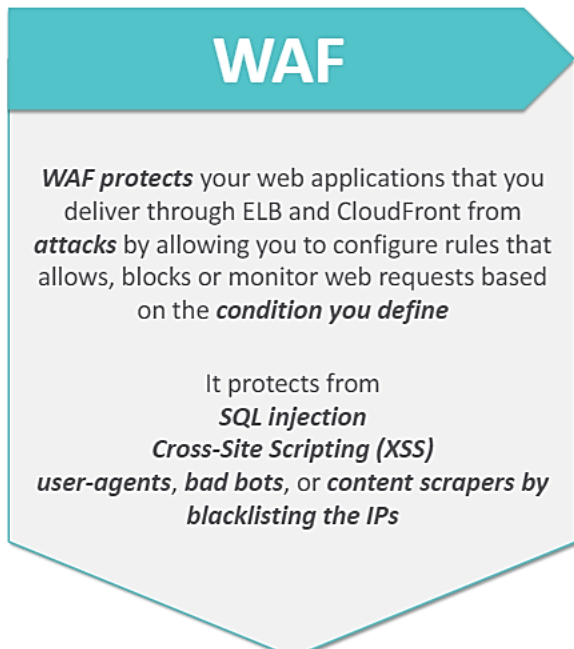 WAF
WAF protects your web applications that you
deliver through ELB and CloudFront from
attacks by allowing you to configure rules that
allows, blocks or monitor web requests based
on the condition you define
It protects from
SQL injection
Cross-Site Scripting (XSS)
user-agents, bad bots, or content scrapers by
blacklisting the IPs